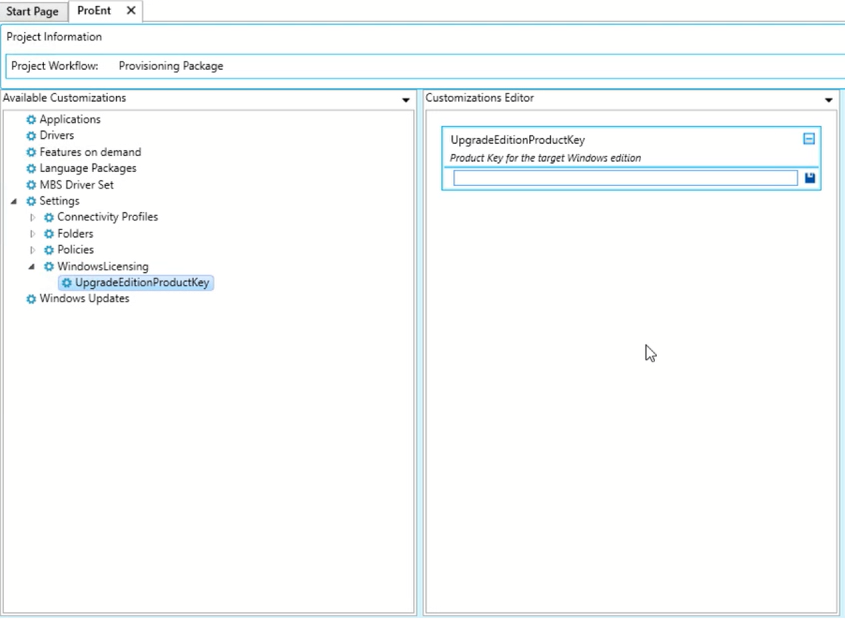 Start Page ProEnt
Project Information
Project Workflow: Provisioning Package
Available Customizations
Applications
Drivers
Features on demand
Language Packages
MBS Driver Set
Settings
Connectivity Profiles
Folders
Policies
WindowsLicensing
UpgradeEditionProductKey
Windows Updates
Customizations Editor
UpgradeEditionProductKey
Product Key for the target Windows edition